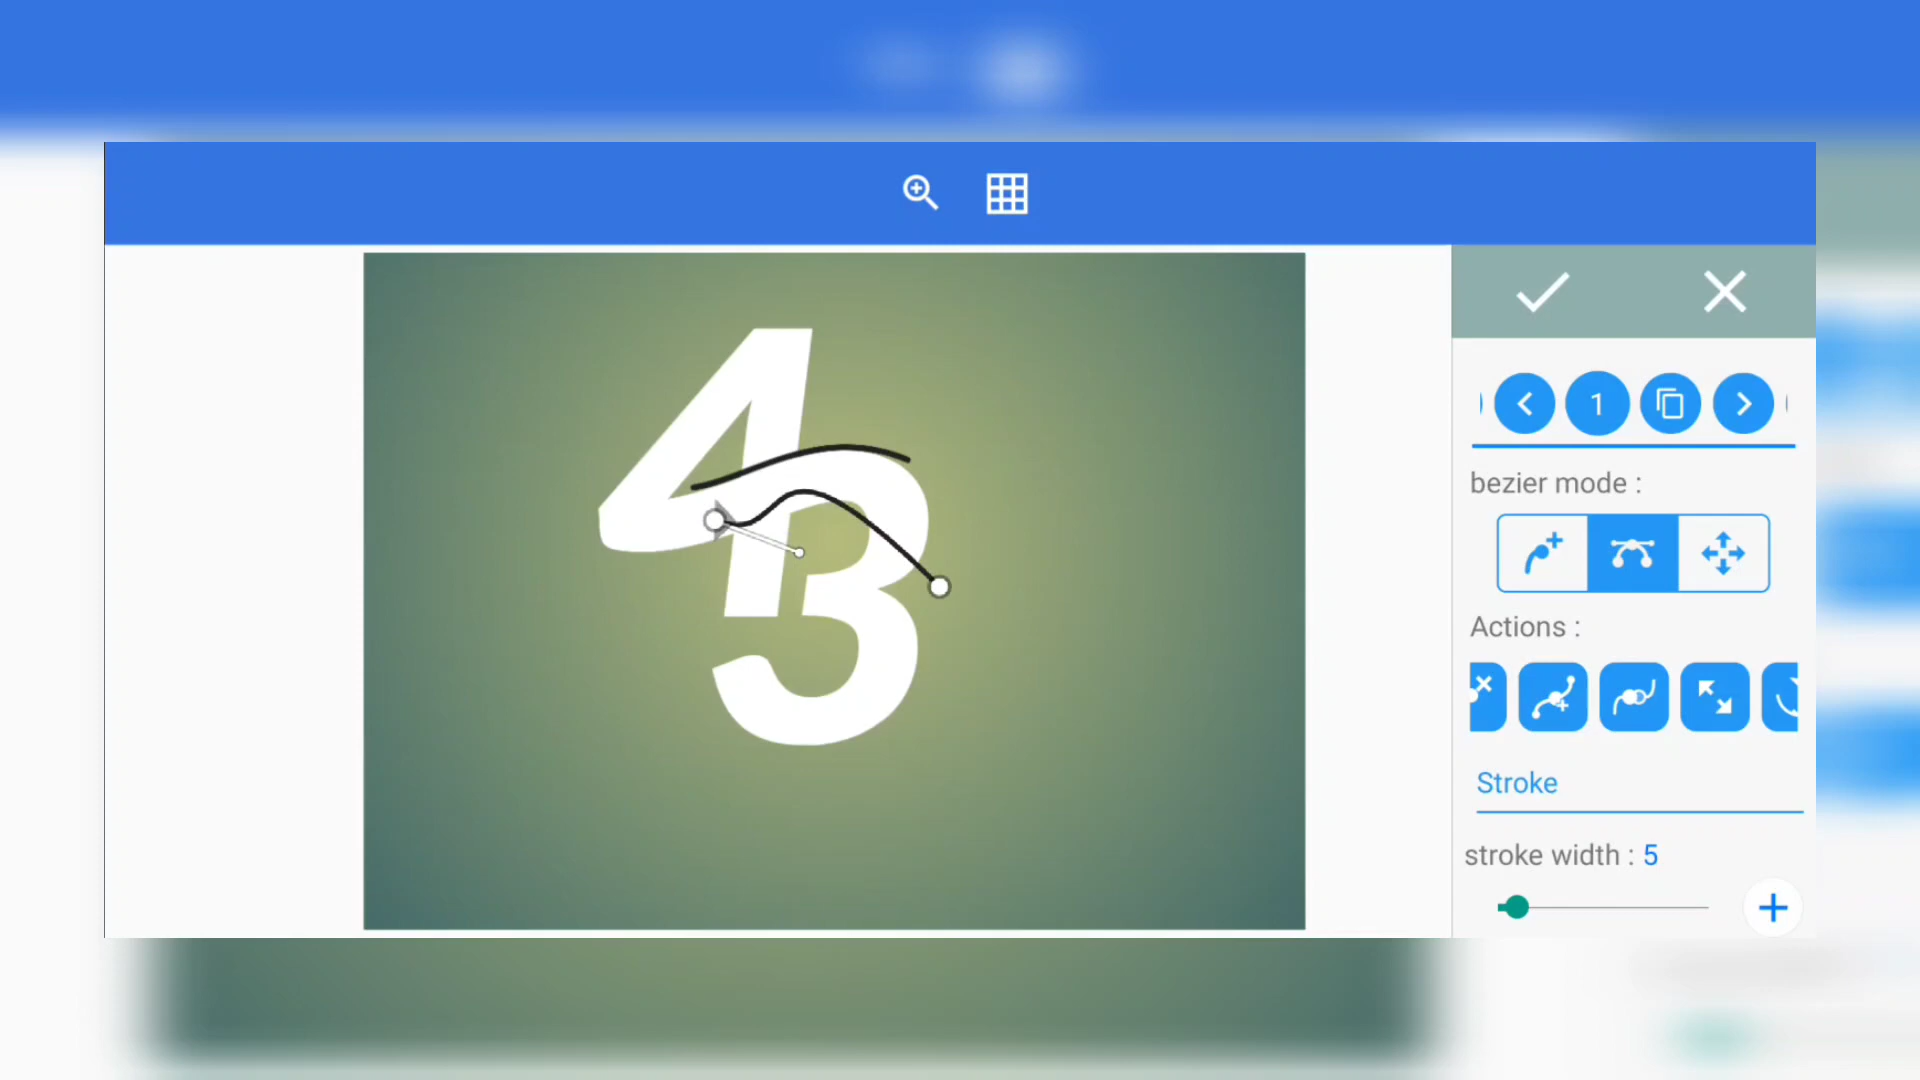 4
3
1
bezier mode :
Actions :
Stroke
stroke width : 5